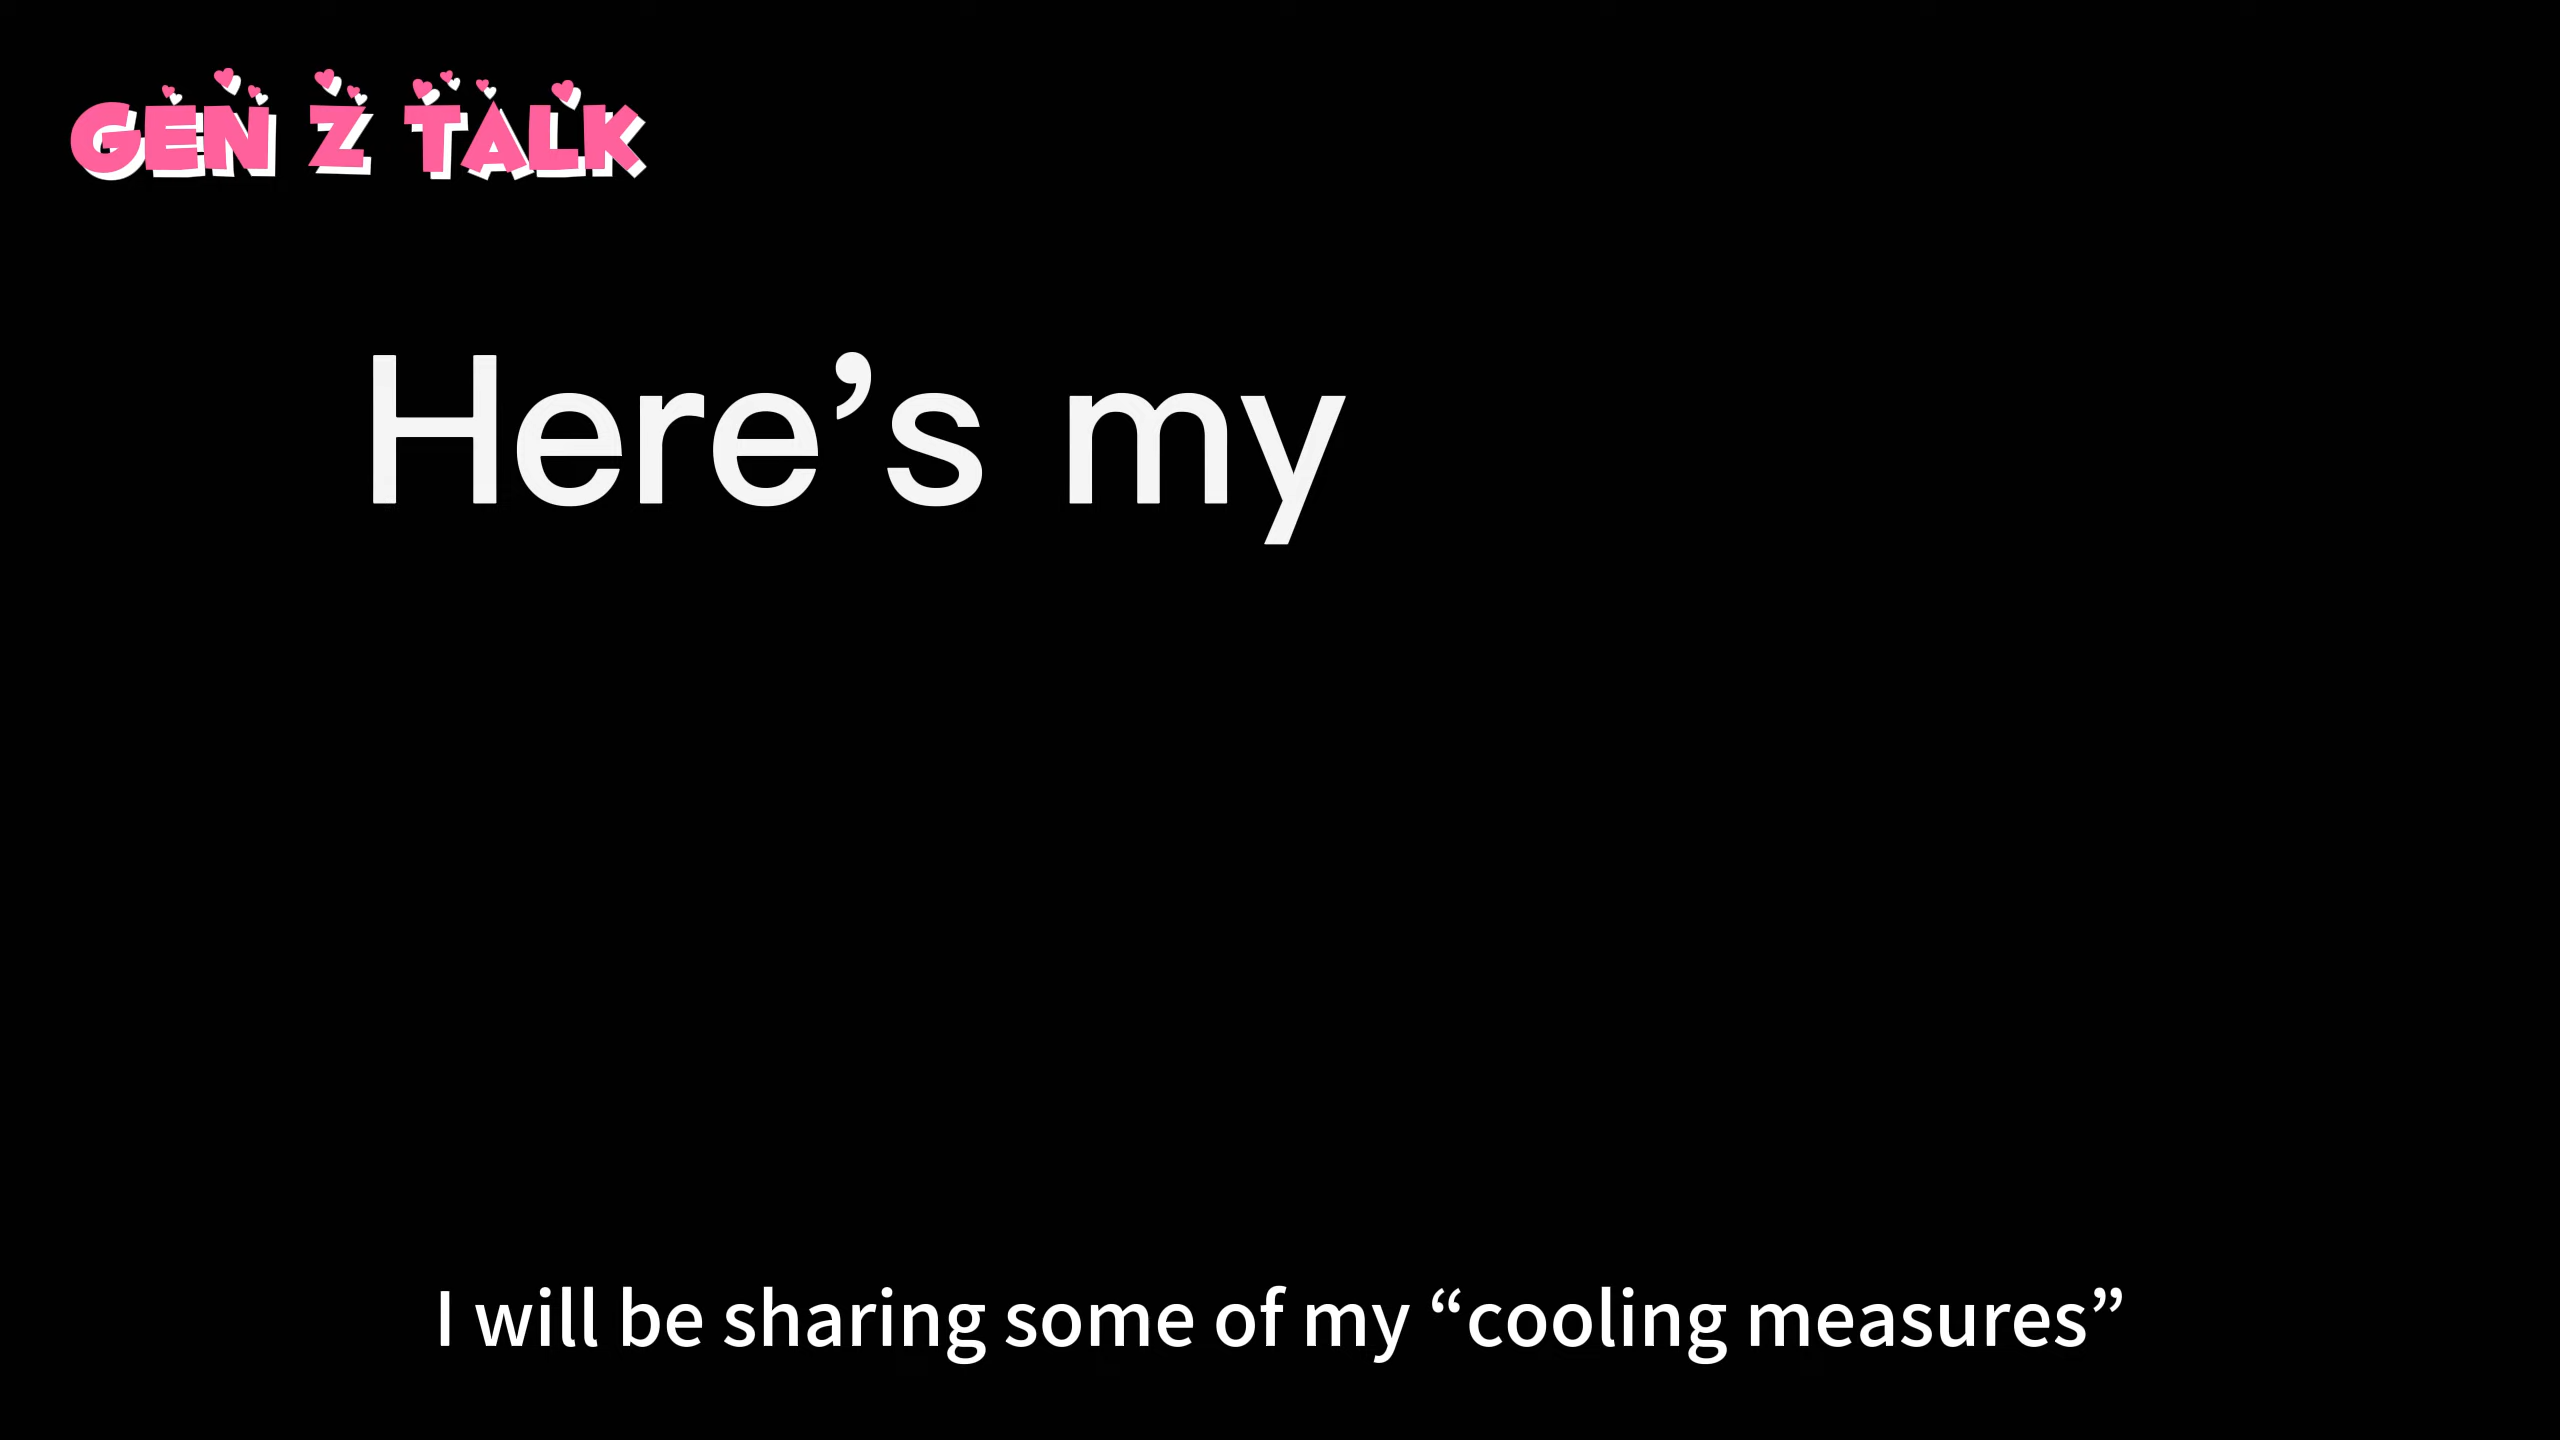 GEN Z TALK
Here’s my
I will be sharing some of my “cooling measures”